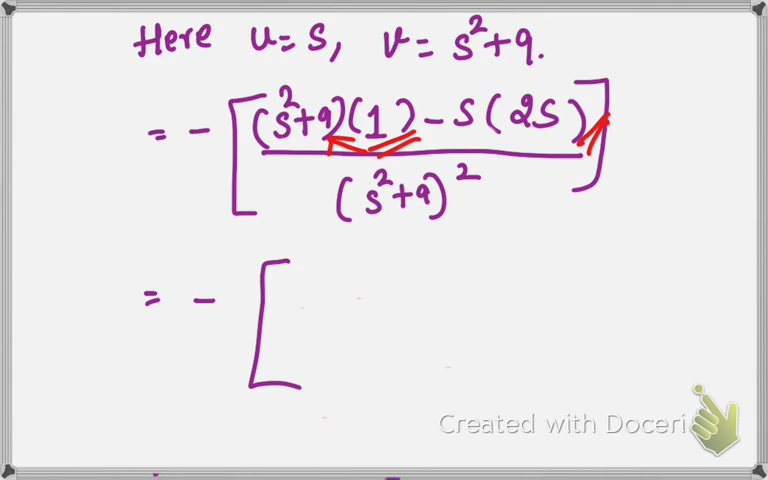 Here u = s, v = s²+9.
= - [ (s²+9)(1) - s(2s) ]
(s²+9)²
= - [
Created with Doceri